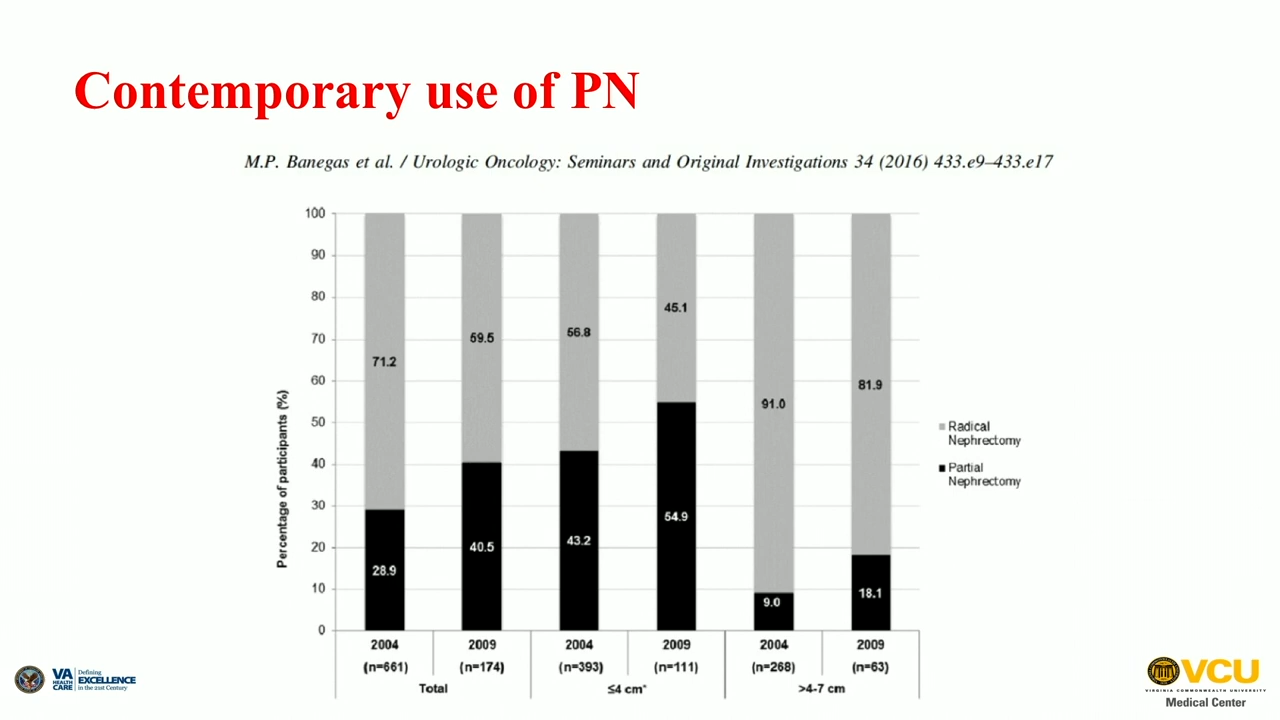 Contemporary use of PN
M.P. Banegas et al. / Urologic Oncology: Seminars and Original Investigations 34 (2016) 433.e9–433.e17
100
90
80
70
60
50
40
30
20
10
0
Percentage of participants (%)
71.2
28.9
59.5
40.5
56.8
43.2
45.1
54.9
91.0
9.0
81.9
18.1
Radical
Nephrectomy
Partial
Nephrectomy
2004 2009 2004 2009 2004 2009
(n=661) (n=174) (n=393) (n=111) (n=268) (n=63)
Total ≤4 cm* >4-7 cm
VA
HEALTH
CARE
Defining
EXCELLENCE
in the 21st Century
VCU
VIRGINIA COMMONWEALTH UNIVERSITY
Medical Center